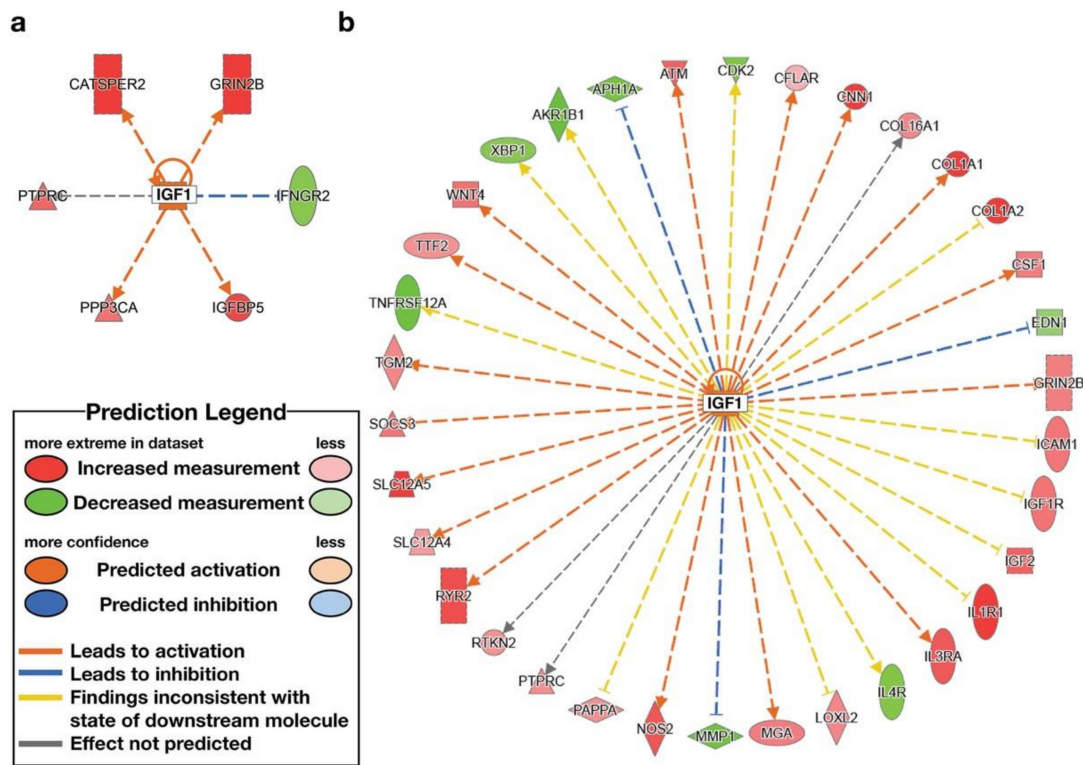 a
CATSPER2
GRIN2B
PTPRC
IGF1
IFNGR2
PPP3CA
IGFBP5
Prediction Legend
more extreme in dataset less
Increased measurement
Decreased measurement
more confidence less
Predicted activation
Predicted inhibition
Leads to activation
Leads to inhibition
Findings inconsistent with
state of downstream molecule
Effect not predicted
b
ATM
CDK2
CFLAR
CNN1
COL16A1
COL1A1
COL1A2
CSF1
EDN1
GRIN2B
ICAM1
IGF1R
IGF2
IL1R1
IL3RA
IL4R
LOXL2
MGA
MMP1
NOS2
PAPPA
PTPRC
RTKN2
RYR2
SLC12A4
SLC12A5
SOCS3
TGM2
TNFRSF12A
TTF2
WNT4
XBP1
AKR1B1
APH1A
IGF1